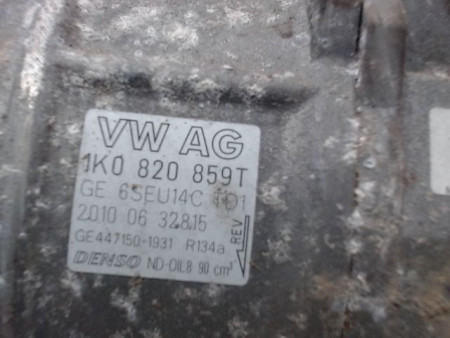 VW AG
1K0 820 859T
GE 6SEU14C
2010 06 32815
GE447150-1931 R134a
REV
DENSO ND-OIL8 90 cm³